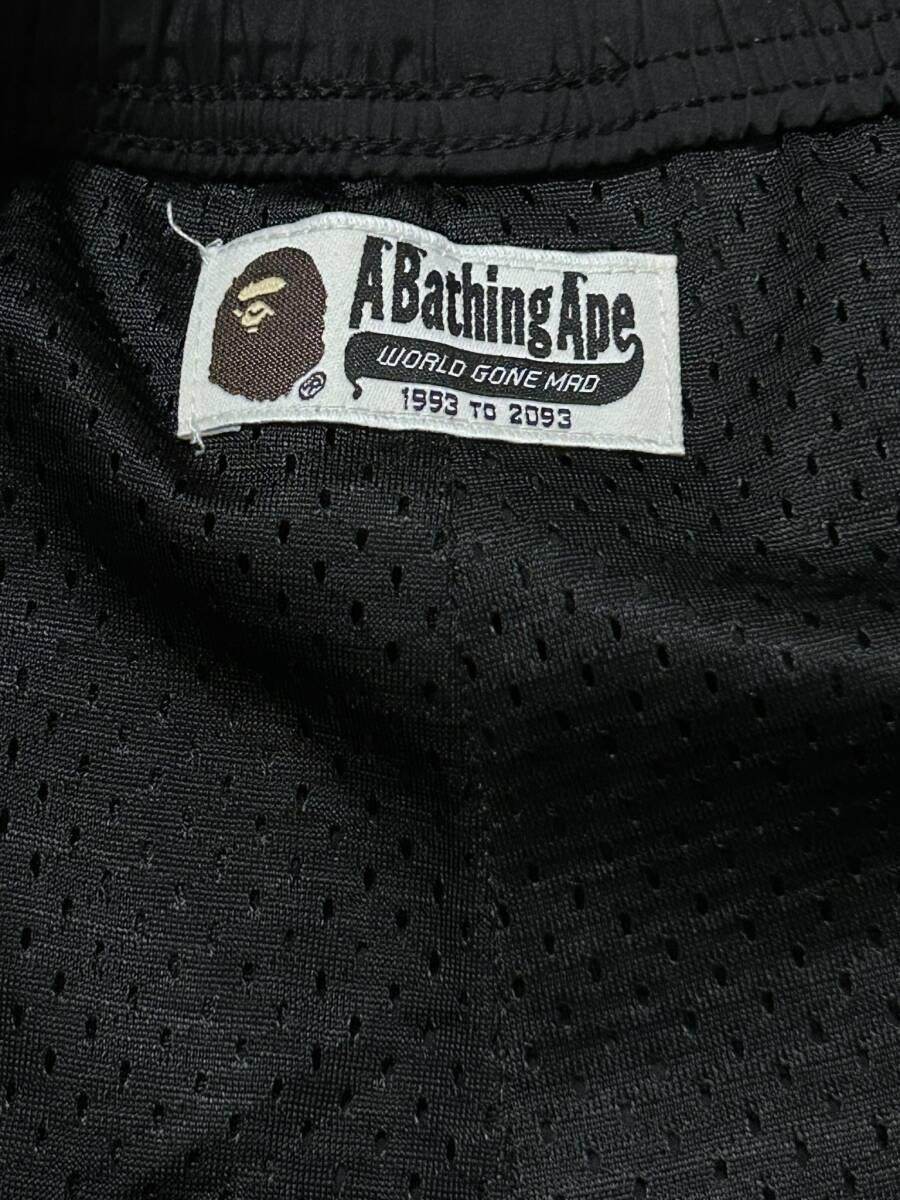 A Bathing Ape
WORLD GONE MAD
1993 TO 2093
®